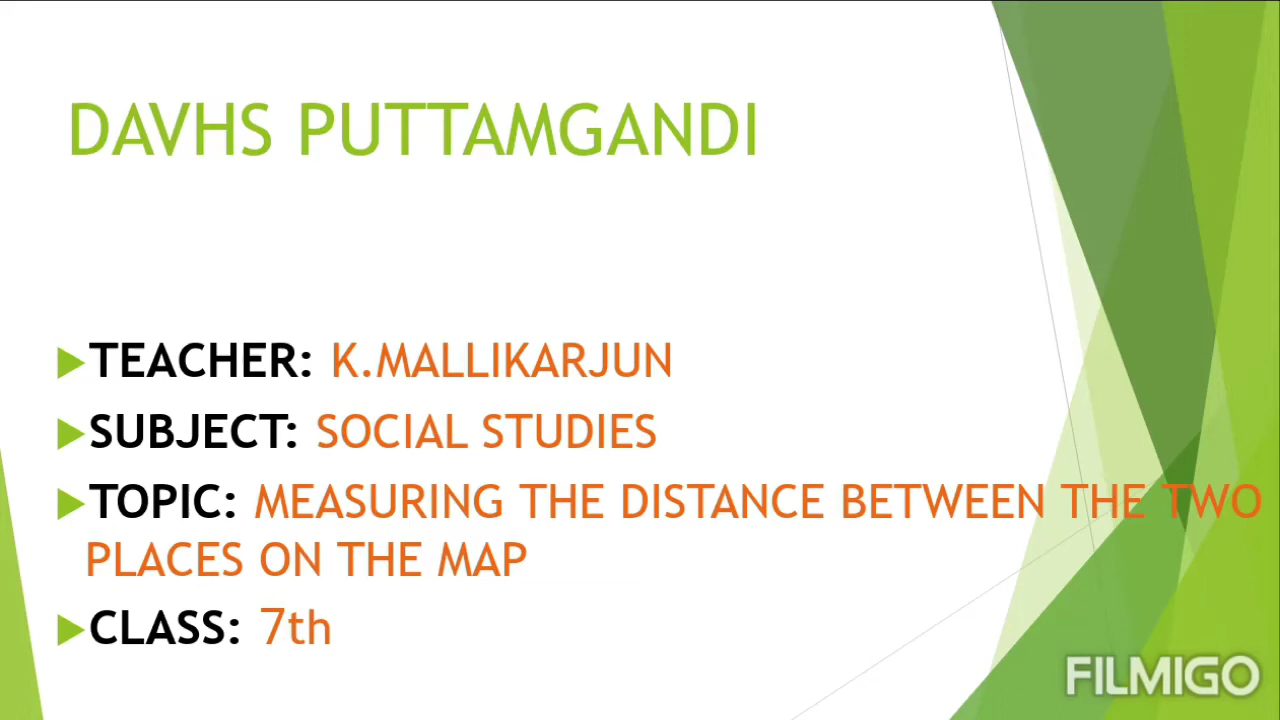 DAVHS PUTTAMGANDI
TEACHER: K.MALLIKARJUN
SUBJECT: SOCIAL STUDIES
TOPIC: MEASURING THE DISTANCE BETWEEN THE TWO
PLACES ON THE MAP
CLASS: 7th
FILMIGO